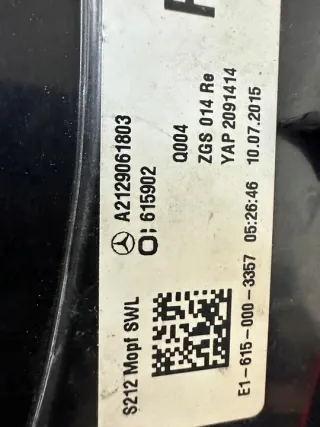 S212 Mopf SWL
A2129061803
O; 615902
Q004
ZGS 014 Re
YAP 2091414
E1-615-000-3357 05:26:46 10.07.2015